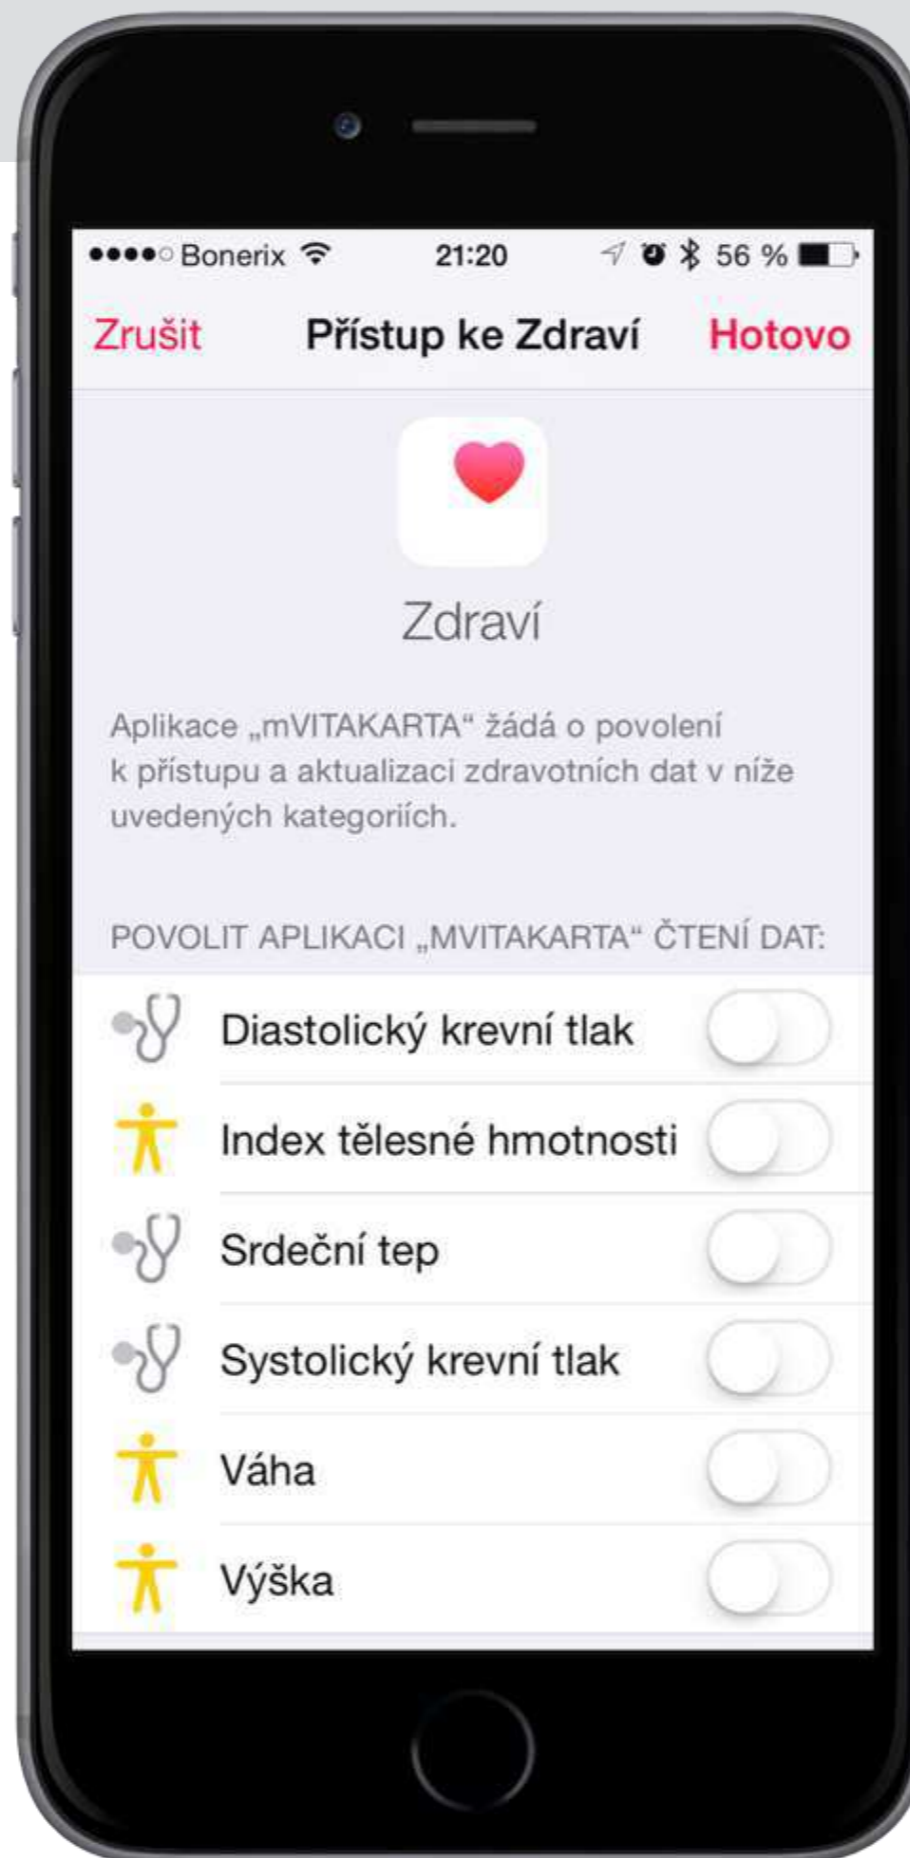 Bonerix 21:20 56 %
Zrušit Přístup ke Zdraví Hotovo
Zdraví
Aplikace „mVITAKARTA“ žádá o povolení
k přístupu a aktualizaci zdravotních dat v níže
uvedených kategoriích.
POVOLIT APLIKACI „MVITAKARTA“ ČTENÍ DAT:
Diastolický krevní tlak
Index tělesné hmotnosti
Srdeční tep
Systolický krevní tlak
Váha
Výška